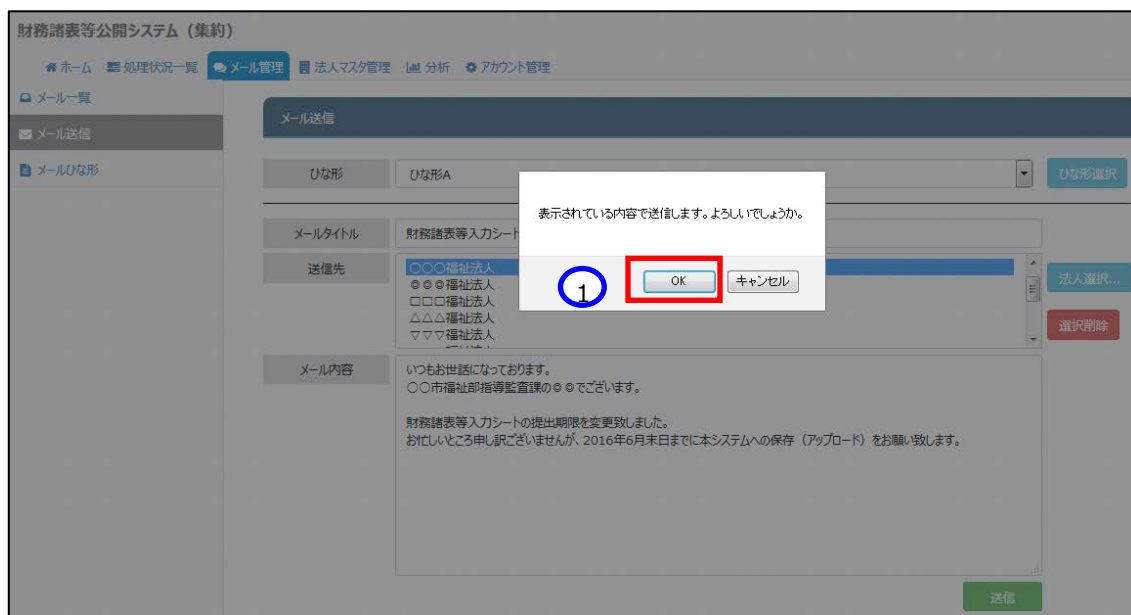 財務諸表等公開システム（集約）
ホーム 処理状況一覧 メール管理 法人マスタ管理 分析 アカウント管理
メール一覧
メール送信
メールひな形
メール送信
ひな形 ひな形A ひな形選択
表示されている内容で送信します。よろしいでしょうか。
OK キャンセル
1
メールタイトル 財務諸表等入力シート
送信先 ○○○福祉法人 法人選択...
◎◎◎福祉法人
□□□福祉法人
△△△福祉法人
▽▽▽福祉法人
選択削除
メール内容 いつもお世話になっております。
○○市福祉部指導監査課の◎◎でございます。
財務諸表等入力シートの提出期限を変更致しました。
お忙しいところ申し訳ございませんが、2016年6月末日までに本システムへの保存（アップロード）をお願い致します。
送信